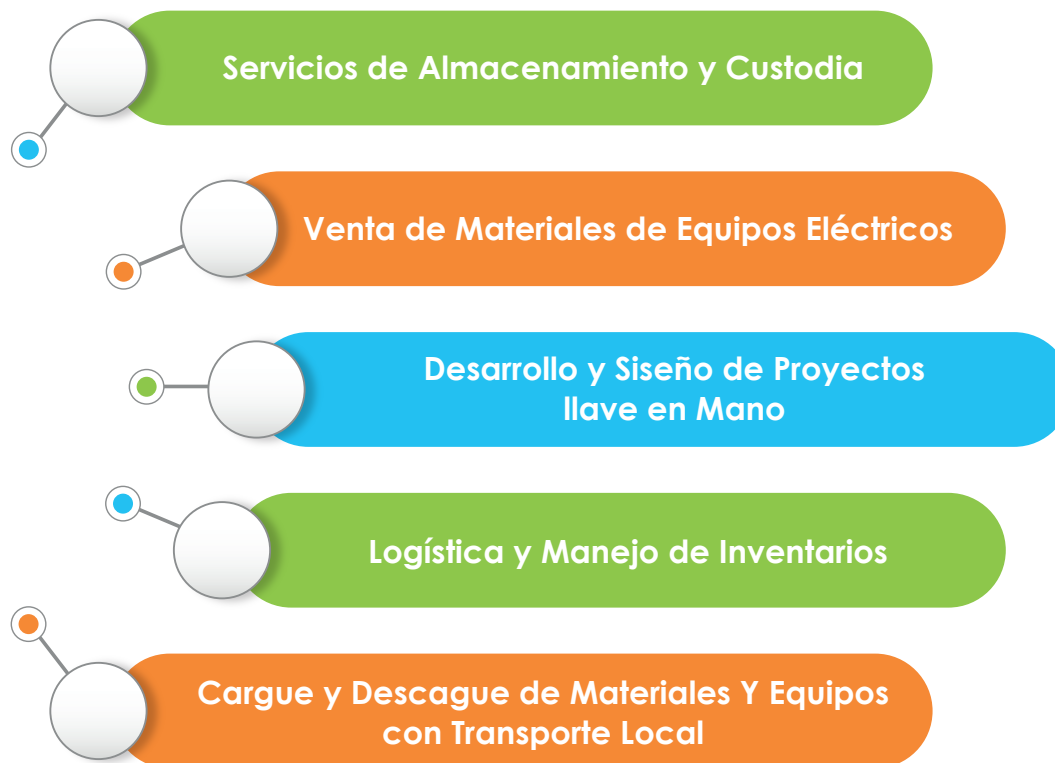 Servicios de Almacenamiento y Custodia
Venta de Materiales de Equipos Eléctricos
Desarrollo y Siseño de Proyectos
llave en Mano
Logística y Manejo de Inventarios
Cargue y Descague de Materiales Y Equipos
con Transporte Local